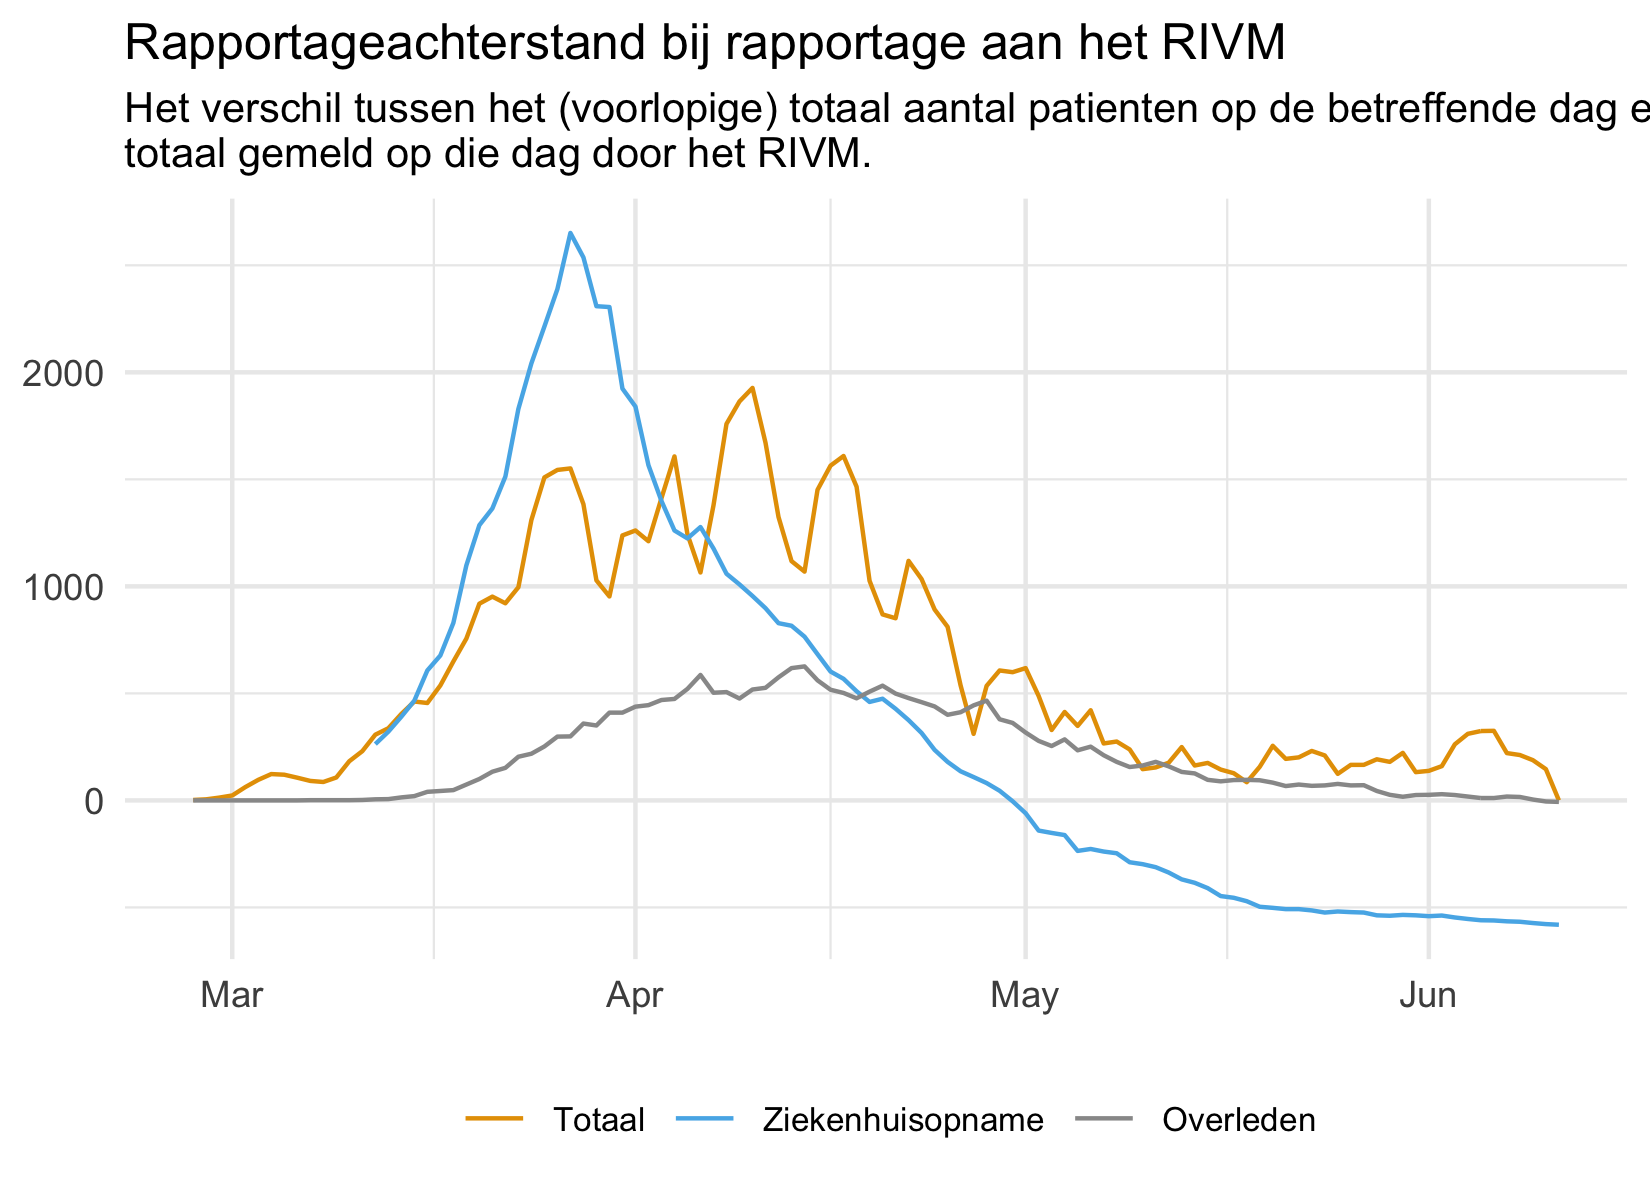 Rapportageachterstand bij rapportage aan het RIVM
Het verschil tussen het (voorlopige) totaal aantal patienten op de betreffende dag e
totaal gemeld op die dag door het RIVM.
2000
1000
0
Mar Apr May Jun
Totaal Ziekenhuisopname Overleden